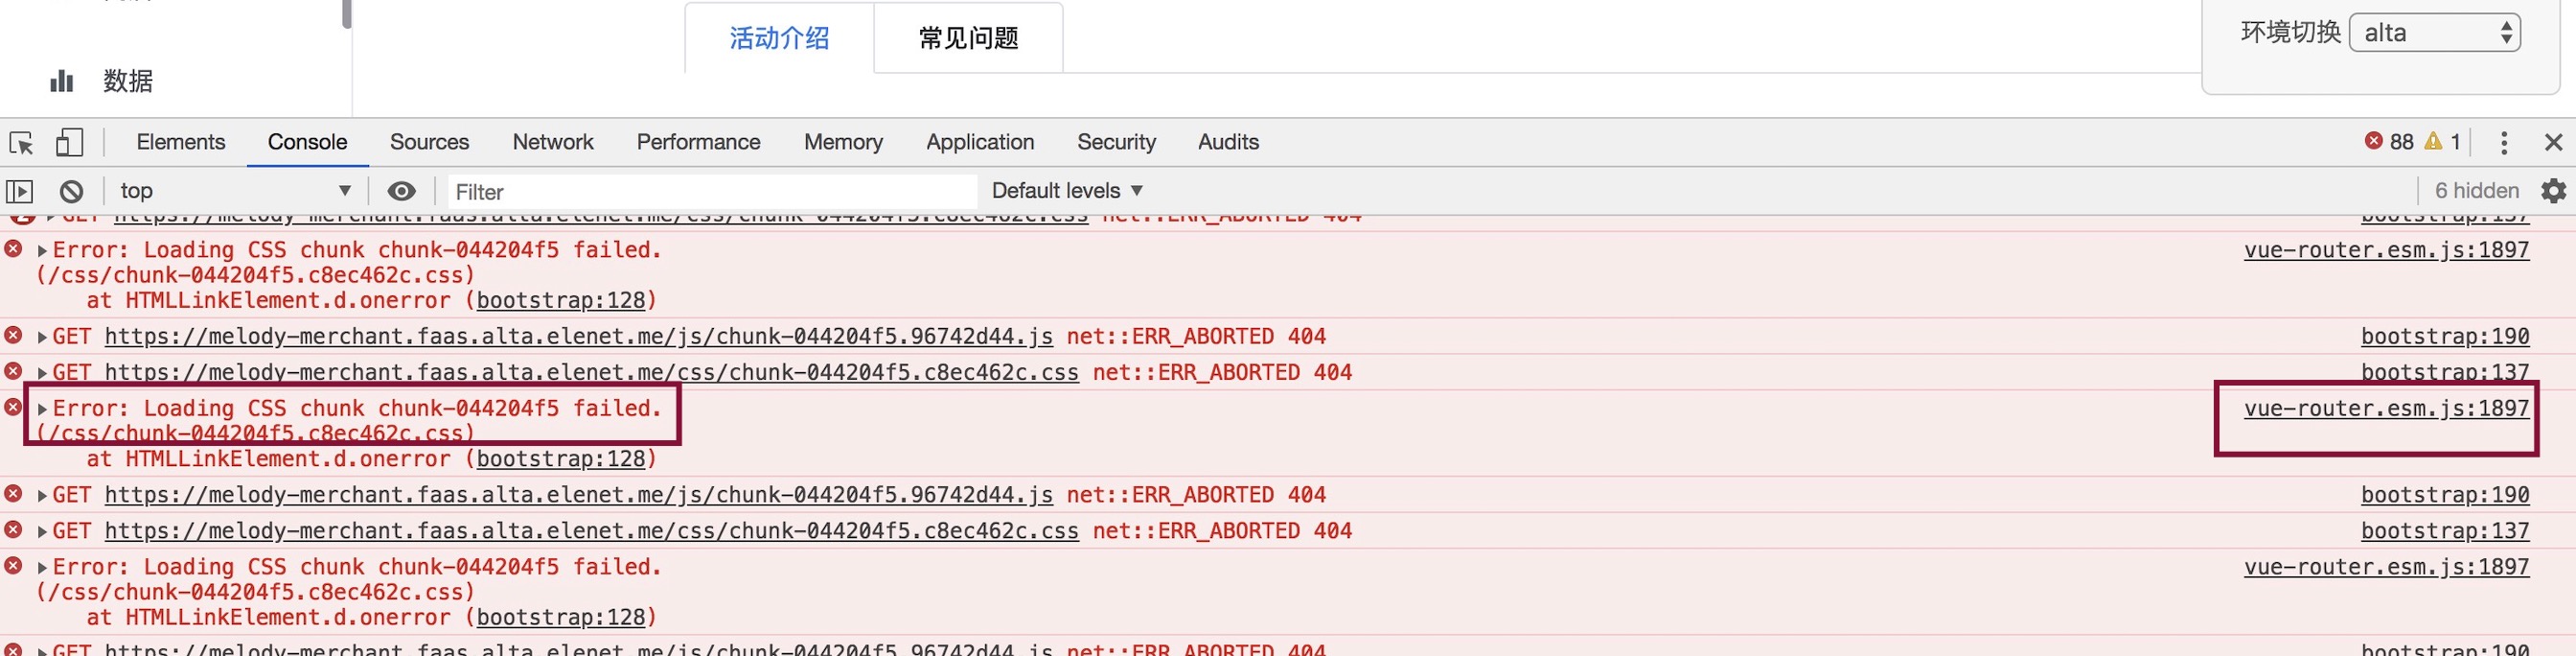 活动介绍
常见问题
环境切换 alta
数据
Elements Console Sources Network Performance Memory Application Security Audits 88 1
top Filter Default levels 6 hidden
GET https://melody-merchant.faas.alta.elenet.me/css/chunk-044204f5.c8ec462c.css net::ERR_ABORTED 404 bootstrap:137
Error: Loading CSS chunk chunk-044204f5 failed. vue-router.esm.js:1897
(/css/chunk-044204f5.c8ec462c.css)
at HTMLLinkElement.d.onerror (bootstrap:128)
GET https://melody-merchant.faas.alta.elenet.me/js/chunk-044204f5.96742d44.js net::ERR_ABORTED 404 bootstrap:190
GET https://melody-merchant.faas.alta.elenet.me/css/chunk-044204f5.c8ec462c.css net::ERR_ABORTED 404 bootstrap:137
Error: Loading CSS chunk chunk-044204f5 failed. vue-router.esm.js:1897
(/css/chunk-044204f5.c8ec462c.css)
at HTMLLinkElement.d.onerror (bootstrap:128)
GET https://melody-merchant.faas.alta.elenet.me/js/chunk-044204f5.96742d44.js net::ERR_ABORTED 404 bootstrap:190
GET https://melody-merchant.faas.alta.elenet.me/css/chunk-044204f5.c8ec462c.css net::ERR_ABORTED 404 bootstrap:137
Error: Loading CSS chunk chunk-044204f5 failed. vue-router.esm.js:1897
(/css/chunk-044204f5.c8ec462c.css)
at HTMLLinkElement.d.onerror (bootstrap:128)
GET https://melody-merchant.faas.alta.elenet.me/js/chunk-044204f5.96742d44.js net::ERR_ABORTED 404 bootstrap:190